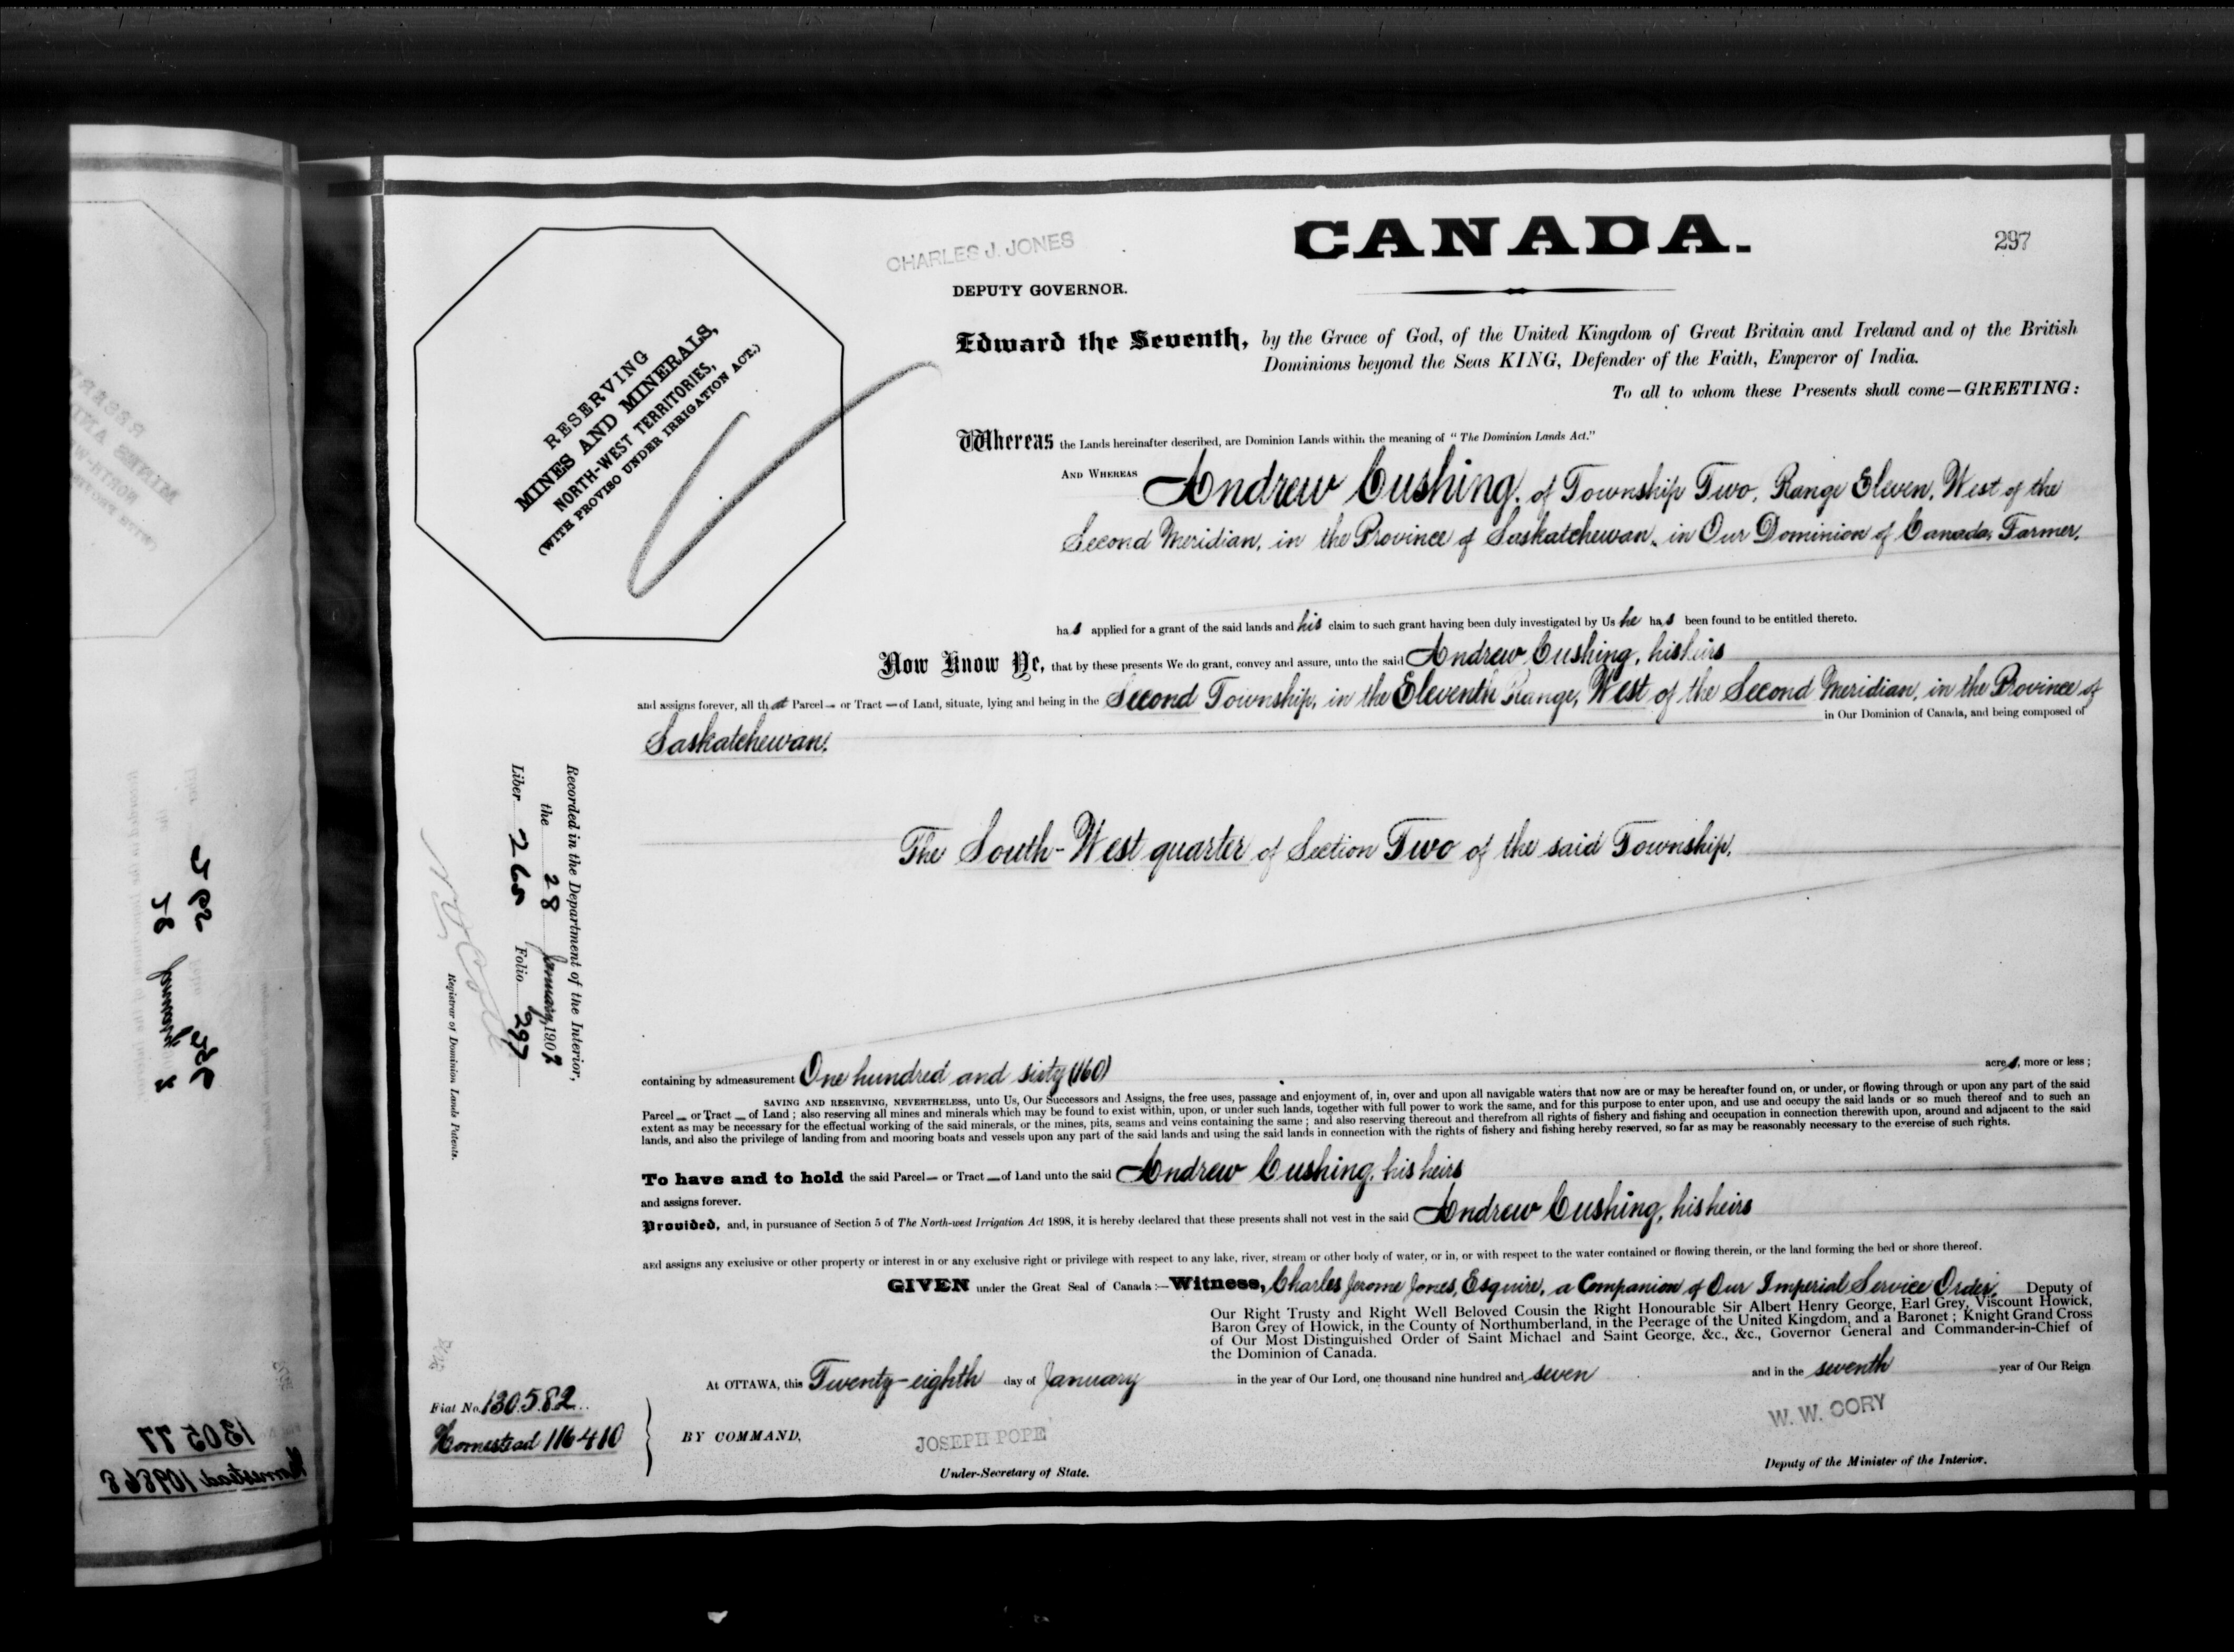 CANADA.
297
CHARLES J. JONES
DEPUTY GOVERNOR.
RESERVING
MINES AND MINERALS,
NORTH-WEST TERRITORIES,
(WITH PROVISO UNDER IRRIGATION ACT.)
Edward the Seventh, by the Grace of God, of the United Kingdom of Great Britain and Ireland and of the British
Dominions beyond the Seas KING, Defender of the Faith, Emperor of India.
To all to whom these Presents shall come—GREETING:
Whereas the Lands hereinafter described, are Dominion Lands within the meaning of "The Dominion Lands Act."
AND WHEREAS Andrew Cushing, of Township Two, Range Eleven, West of the
Second Meridian, in the Province of Saskatchewan, in Our Dominion of Canada, Farmer,
has applied for a grant of the said lands and his claim to such grant having been duly investigated by Us he has been found to be entitled thereto.
Now Know Ye, that by these presents We do grant, convey and assure, unto the said Andrew Cushing, his heirs
and assigns forever, all that Parcel — or Tract — of Land, situate, lying and being in the Second Township, in the Eleventh Range, West of the Second Meridian, in the Province of
in Our Dominion of Canada, and being composed of
Saskatchewan,
The South-West quarter of Section Two of the said Township,
Recorded in the Department of the Interior,
the 28 January, 1907
Liber 265 Folio 297
Registrar of Dominion Lands Patents.
containing by admeasurement One hundred and sixty (160) acres, more or less ;
SAVING AND RESERVING, NEVERTHELESS, unto Us, Our Successors and Assigns, the free uses, passage and enjoyment of, in, over and upon all navigable waters that now are or may be hereafter found on, or under, or flowing through or upon any part of the said
Parcel — or Tract — of Land ; also reserving all mines and minerals which may be found to exist within, upon, or under such lands, together with full power to work the same, and for this purpose to enter upon, and use and occupy the said lands or so much thereof and to such an
extent as may be necessary for the effectual working of the said minerals, or the mines, pits, seams and veins containing the same ; and also reserving thereout and therefrom all rights of fishery and fishing and occupation in connection therewith upon, around and adjacent to the said
lands, and also the privilege of landing from and mooring boats and vessels upon any part of the said lands and using the said lands in connection with the rights of fishery and fishing hereby reserved, so far as may be reasonably necessary to the exercise of such rights.
To have and to hold the said Parcel — or Tract — of Land unto the said Andrew Cushing, his heirs
and assigns forever.
Provided, and, in pursuance of Section 5 of The North-west Irrigation Act 1898, it is hereby declared that these presents shall not vest in the said Andrew Cushing, his heirs
and assigns any exclusive or other property or interest in or any exclusive right or privilege with respect to any lake, river, stream or other body of water, or in, or with respect to the water contained or flowing therein, or the land forming the bed or shore thereof.
GIVEN under the Great Seal of Canada :—Witness, Charles Jerome Jones, Esquire, a Companion of Our Imperial Service Order, Deputy of
Our Right Trusty and Right Well Beloved Cousin the Right Honourable Sir Albert Henry George, Earl Grey, Viscount Howick,
Baron Grey of Howick, in the County of Northumberland, in the Peerage of the United Kingdom, and a Baronet ; Knight Grand Cross
of Our Most Distinguished Order of Saint Michael and Saint George, &c., &c., Governor General and Commander-in-Chief of
the Dominion of Canada.
At OTTAWA, this Twenty-eighth day of January in the year of Our Lord, one thousand nine hundred and seven and in the seventh year of Our Reign
Fiat No. 130582
Homestead 116410
BY COMMAND,
JOSEPH POPE
Under-Secretary of State.
W. W. CORY
Deputy of the Minister of the Interior.
130577
Homestead 109868